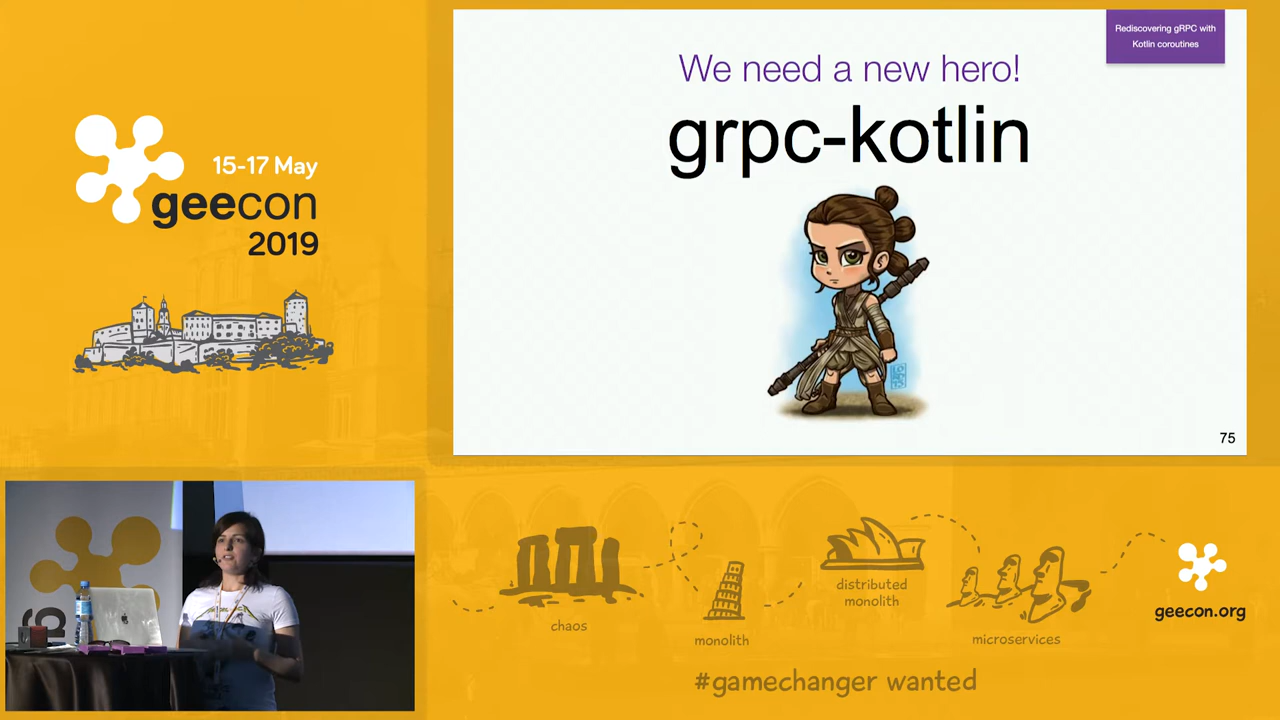 15-17 May
geecon
2019
We need a new hero!
grpc-kotlin
Rediscovering gRPC with
Kotlin coroutines
75
chaos
monolith
distributed
monolith
microservices
geecon.org
#gamechanger wanted